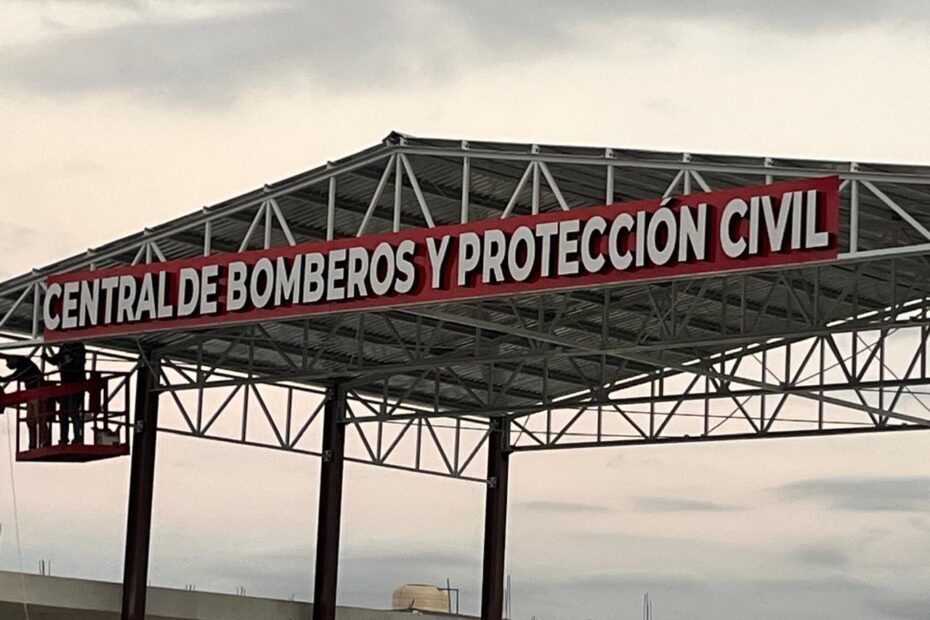 CENTRAL DE BOMBEROS Y PROTECCIÓN CIVIL